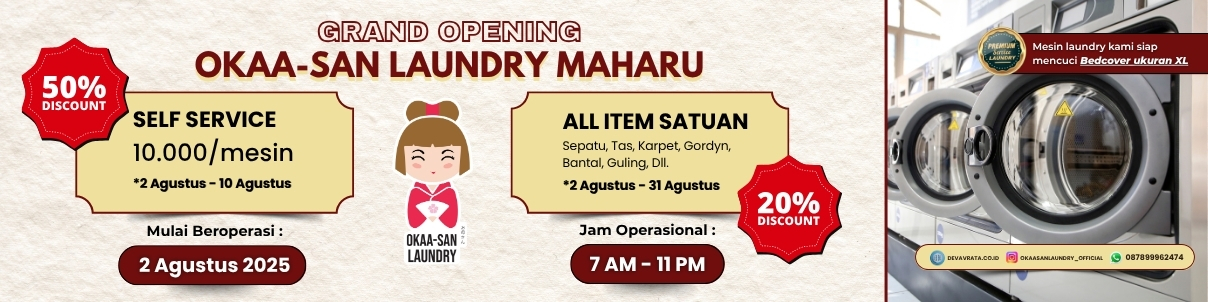 GRAND OPENING
OKAA-SAN LAUNDRY MAHARU
50%
DISCOUNT
SELF SERVICE
10.000/mesin
*2 Agustus - 10 Agustus
Mulai Beroperasi :
2 Agustus 2025
OKAA-SAN
LAUNDRY
ALL ITEM SATUAN
Sepatu, Tas, Karpet, Gordyn,
Bantal, Guling, Dll.
*2 Agustus - 31 Agustus
20%
DISCOUNT
Jam Operasional :
7 AM - 11 PM
PREMIUM
Service
LAUNDRY
Mesin laundry kami siap
mencuci Bedcover ukuran XL
DEVAVRATA.CO.ID OKAASANLAUNDRY_OFFICIAL 087899962474